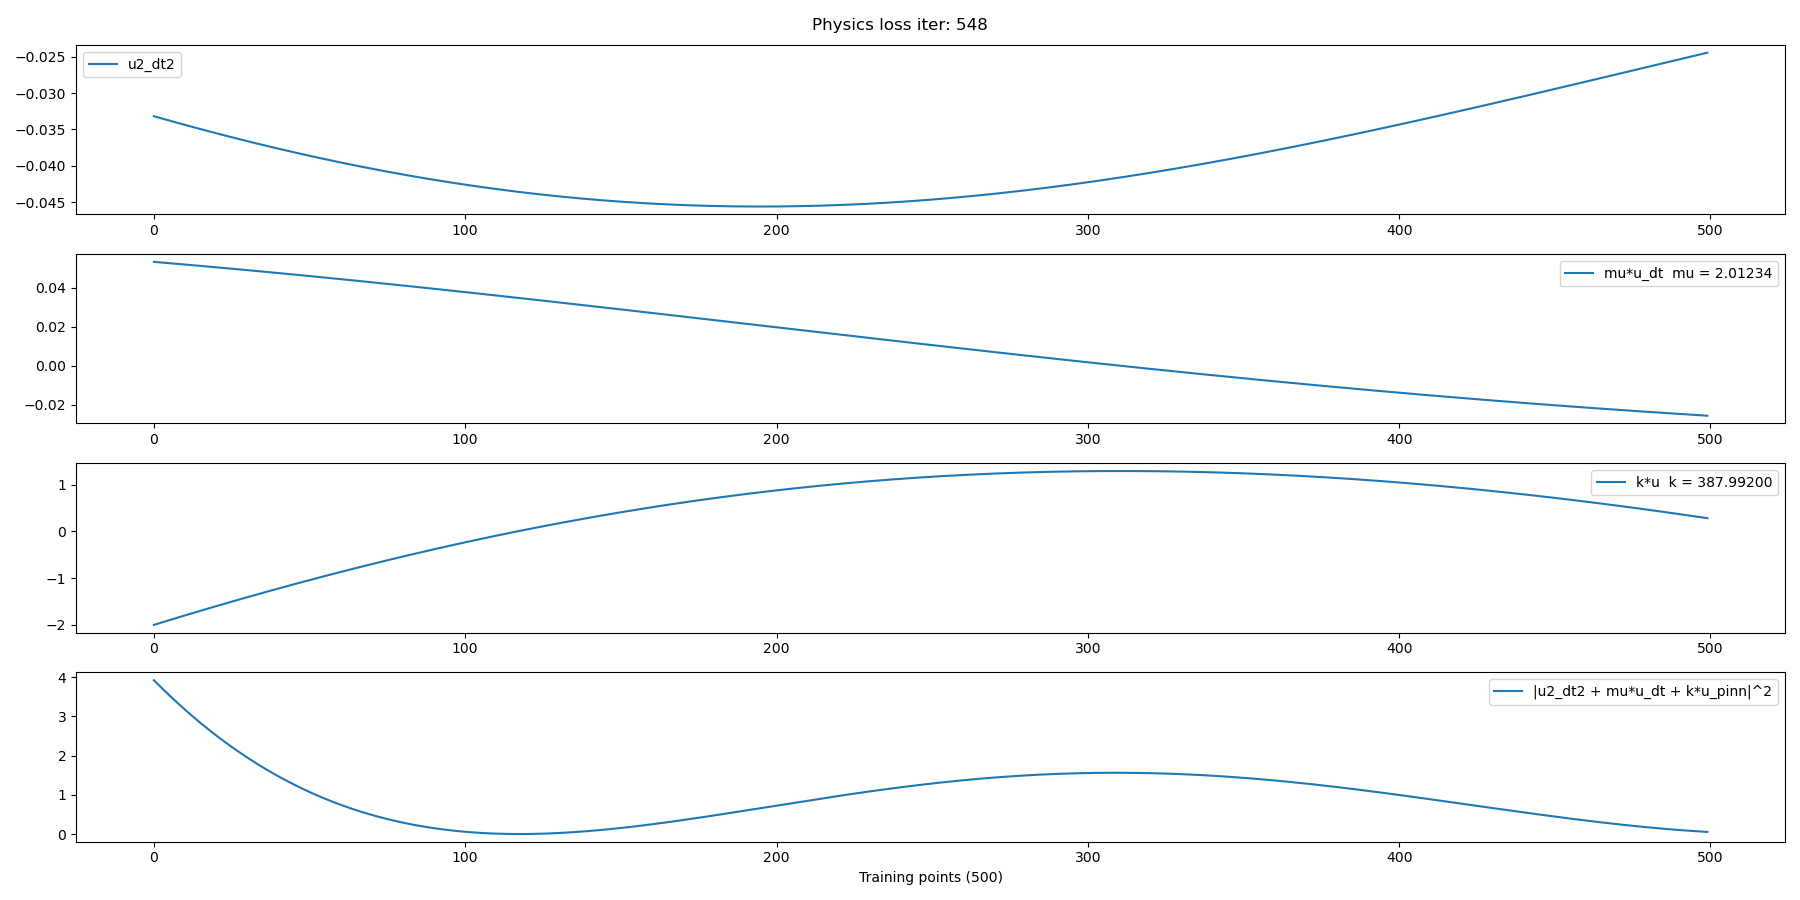 Physics loss iter: 548
−0.025
−0.030
−0.035
−0.040
−0.045
u2_dt2
0 100 200 300 400 500
0.04
0.02
0.00
−0.02
mu*u_dt  mu = 2.01234
0 100 200 300 400 500
1
0
−1
−2
k*u  k = 387.99200
0 100 200 300 400 500
4
3
2
1
0
|u2_dt2 + mu*u_dt + k*u_pinn|^2
0 100 200 300 400 500
Training points (500)